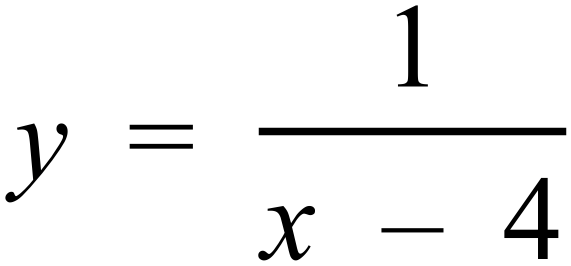 y = 1 / (x − 4)